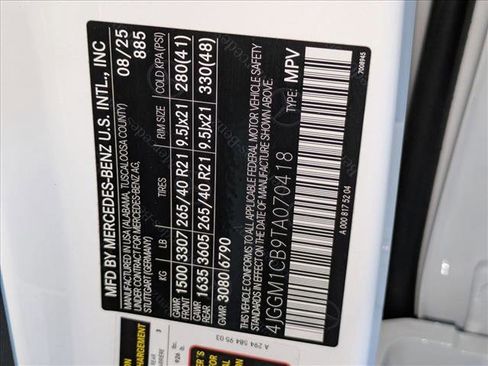 MFD BY MERCEDES-BENZ U.S. INTL., INC
MANUFACTURED IN USA (ALABAMA, TUSCALOOSA COUNTY)
UNDER CONTRACT FOR MERCEDES-BENZ AG,
STUTTGART (GERMANY)
08/25
885
KG LB TIRES RIM SIZE COLD KPA(PSI)
GAWR FRONT 1500 3307 265/40 R21 9.5Jx21 280(41)
GAWR REAR 1635 3605 265/40 R21 9.5Jx21 330(48)
GVWR 3080 6790
THIS VEHICLE CONFORMS TO ALL APPLICABLE FEDERAL MOTOR VEHICLE SAFETY
STANDARDS IN EFFECT ON THE DATE OF MANUFACTURE SHOWN ABOVE.
4JGGM1CB9TA070418
TYPE: MPV
A 000 817 52 04
7008945
294 584 95 03